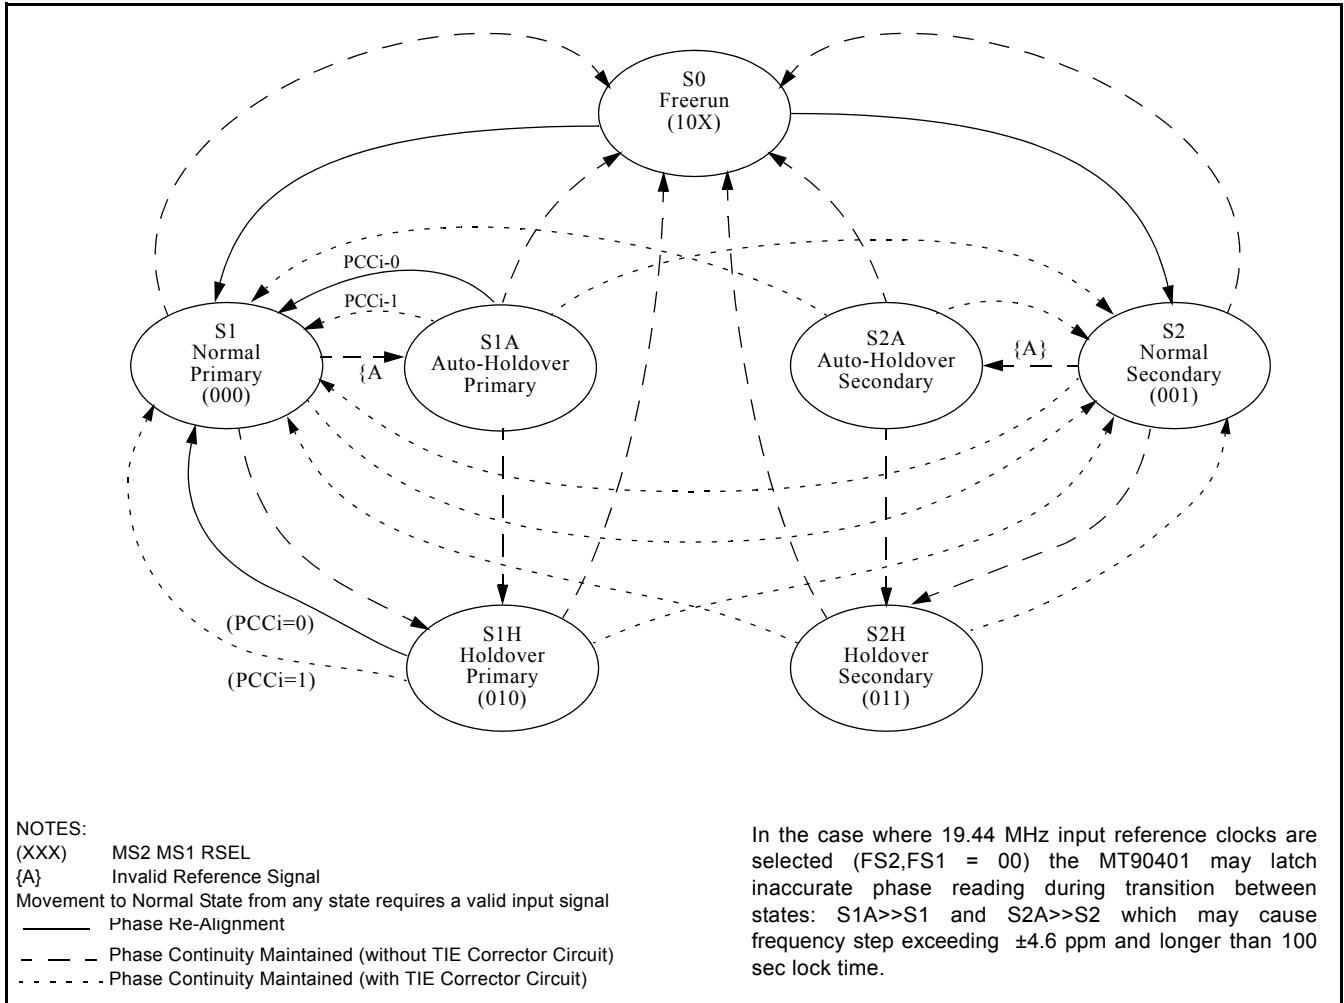 S0
Freerun
(10X)
PCCi-0
PCCi-1
S1
Normal
Primary
(000)
{A
S1A
Auto-Holdover
Primary
S2A
Auto-Holdover
Secondary
{A}
S2
Normal
Secondary
(001)
(PCCi=0)
(PCCi=1)
S1H
Holdover
Primary
(010)
S2H
Holdover
Secondary
(011)
NOTES:
(XXX) MS2 MS1 RSEL
{A} Invalid Reference Signal
Movement to Normal State from any state requires a valid input signal
Phase Re-Alignment
Phase Continuity Maintained (without TIE Corrector Circuit)
Phase Continuity Maintained (with TIE Corrector Circuit)
In the case where 19.44 MHz input reference clocks are
selected (FS2,FS1 = 00) the MT90401 may latch
inaccurate phase reading during transition between
states: S1A>>S1 and S2A>>S2 which may cause
frequency step exceeding ±4.6 ppm and longer than 100
sec lock time.